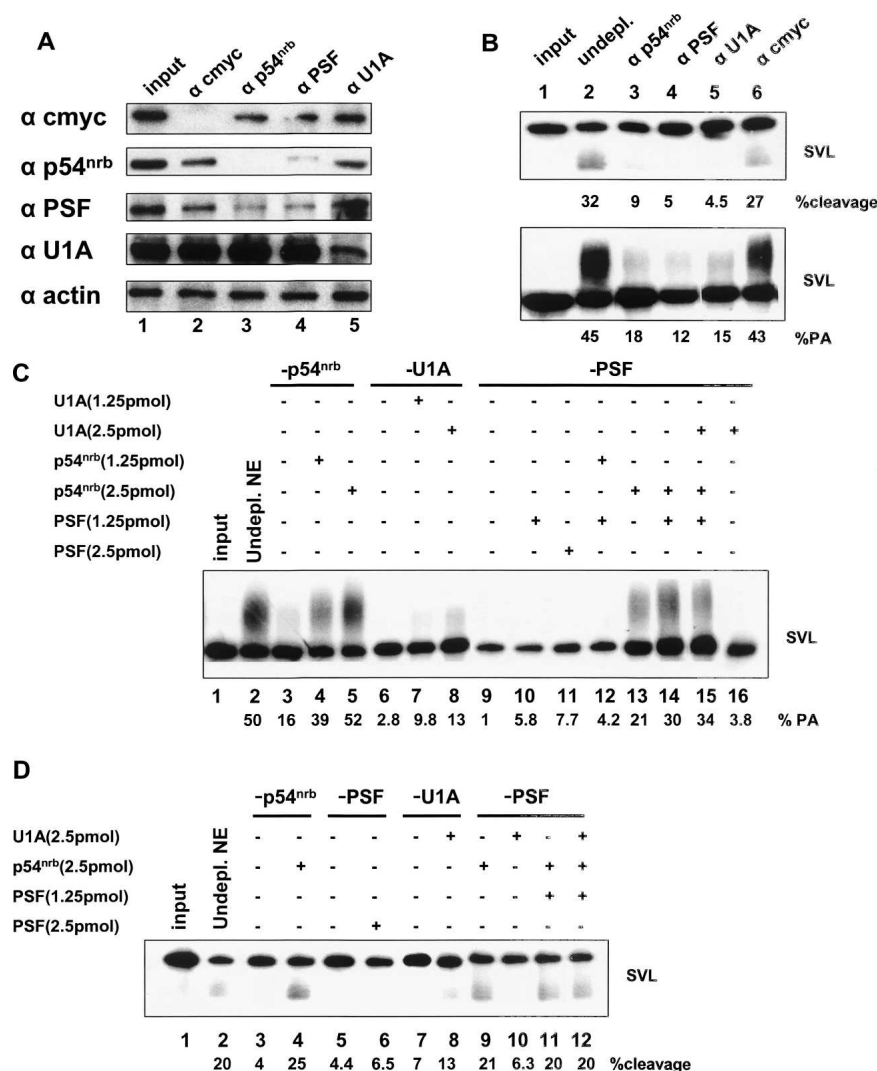 A
input α cmyc α p54nrb α PSF α U1A
α cmyc
α p54nrb
α PSF
α U1A
α actin
1 2 3 4 5
B
input undepl. α p54nrb α PSF α U1A α cmyc
1 2 3 4 5 6
SVL
32 9 5 4.5 27 %cleavage
SVL
45 18 12 15 43
%PA
C
-p54nrb -U1A -PSF
U1A(1.25pmol) - - - - + - - - - - - - - -
U1A(2.5pmol) - - - - - + - - - - - - + +
p54nrb(1.25pmol) - + - - - - - - - + - - - -
p54nrb(2.5pmol) - - + - - - - - - - + + + -
PSF(1.25pmol) - - - - - - - + - + - + + -
PSF(2.5pmol) - - - - - - - - + - - - - -
input Undepl. NE
SVL
1 2 3 4 5 6 7 8 9 10 11 12 13 14 15 16
50 16 39 52 2.8 9.8 13 1 5.8 7.7 4.2 21 30 34 3.8 % PA
D
-p54nrb -PSF -U1A -PSF
U1A(2.5pmol) - - - - - + - + - +
p54nrb(2.5pmol) - + - - - - + - + +
PSF(1.25pmol) - - - - - - - - + +
PSF(2.5pmol) - - - + - - - - - -
input Undepl. NE
SVL
1 2 3 4 5 6 7 8 9 10 11 12
20 4 25 4.4 6.5 7 13 21 6.3 20 20 %cleavage